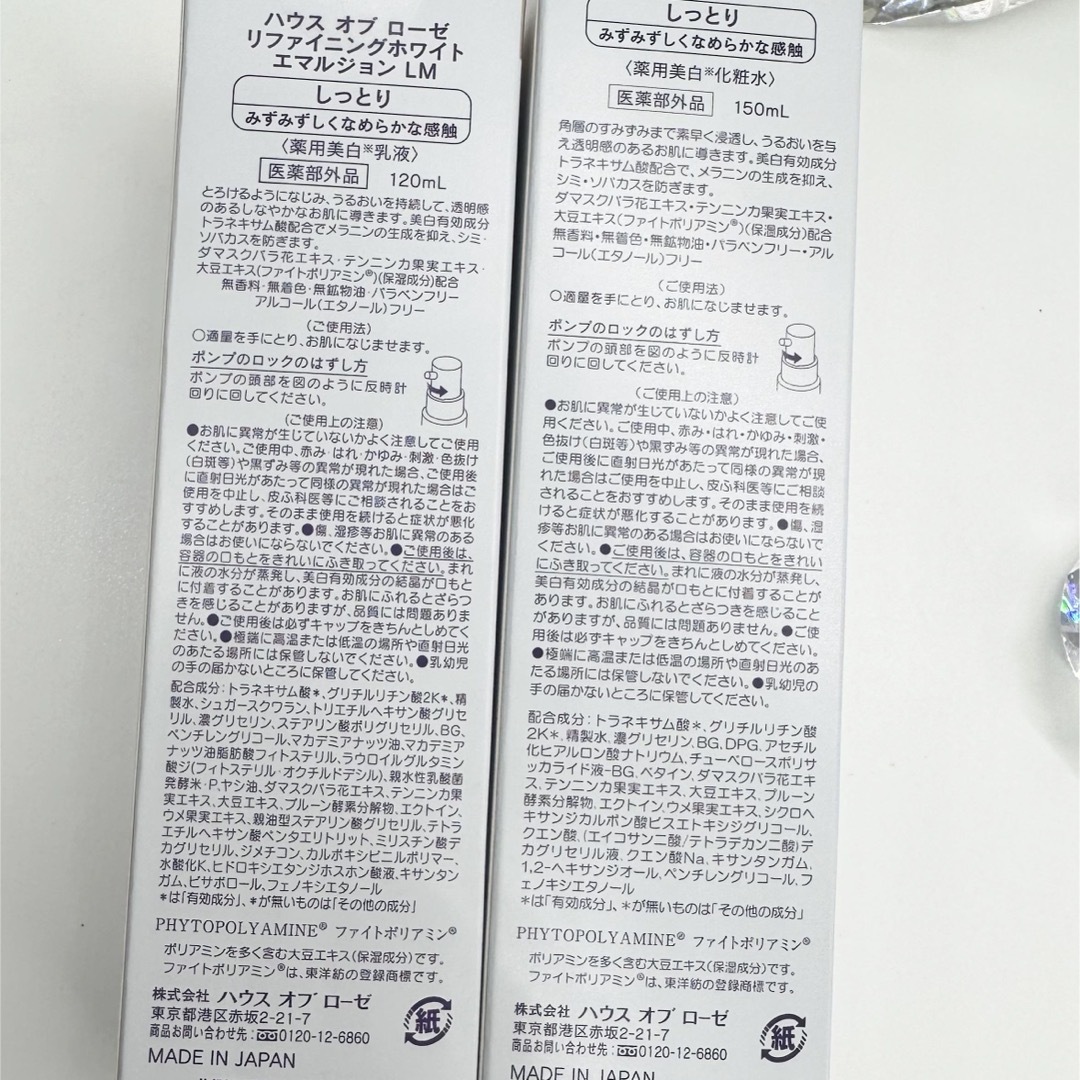 ハウス オブ ローゼ
リファイニングホワイト
エマルジョン LM
しっとり
みずみずしくなめらかな感触
〈薬用美白※乳液〉
医薬部外品 120mL
とろけるようになじみ、うるおいを持続して、透明感
のあるしなやかなお肌に導きます。美白有効成分
トラネキサム酸配合でメラニンの生成を抑え、シミ・
ソバカスを防ぎます。
ダマスクバラ花エキス・テンニンカ果実エキス・
大豆エキス(ファイトポリアミン®)(保湿成分)配合
無香料・無着色・無鉱物油・パラベンフリー
アルコール(エタノール)フリー
(ご使用法)
○適量を手にとり、お肌になじませます。
ポンプのロックのはずし方
ポンプの頭部を図のように反時計
回りに回してください。
(ご使用上の注意)
●お肌に異常が生じていないかよく注意してご使用
ください。ご使用中、赤み・はれ・かゆみ・刺激・色抜け
(白斑等)や黒ずみ等の異常が現れた場合、ご使用後
に直射日光があたって同様の異常が現れた場合はご
使用を中止し、皮ふ科医等にご相談されることをお
すすめします。そのまま使用を続けると症状が悪化
することがあります。●傷、湿疹等お肌に異常のある
場合はお使いにならないでください。●ご使用後は、
容器の口もとをきれいにふき取ってください。まれ
に液の水分が蒸発し、美白有効成分の結晶が口もと
に付着することがあります。お肌にふれるとざらつ
きを感じることがありますが、品質には問題ありま
せん。●ご使用後は必ずキャップをきちんとしめてく
ださい。●極端に高温または低温の場所や直射日光
のあたる場所には保管しないでください。●乳幼児
の手の届かないところに保管してください。
配合成分：トラネキサム酸*、グリチルリチン酸2K*、精
製水、シュガースクワラン、トリエチルヘキサン酸グリセ
リル、濃グリセリン、ステアリン酸ポリグリセリル、BG、
ペンチレングリコール、マカデミアナッツ油、マカデミア
ナッツ油脂肪酸フィトステリル、ラウロイルグルタミン
酸ジ(フィトステリル・オクチルドデシル)、親水性乳酸菌
発酵米・P、ヤシ油、ダマスクバラ花エキス、テンニンカ果
実エキス、大豆エキス、プルーン酵素分解物、エクトイン、
ウメ果実エキス、親油型ステアリン酸グリセリル、テトラ
エチルヘキサン酸ペンタエリトリット、ミリスチン酸デ
カグリセリル、ジメチコン、カルボキシビニルポリマー、
水酸化K、ヒドロキシエタンジホスホン酸液、キサンタン
ガム、ビサボロール、フェノキシエタノール
*は「有効成分」、*が無いものは「その他の成分」
PHYTOPOLYAMINE® ファイトポリアミン®
ポリアミンを多く含む大豆エキス(保湿成分)です。
ファイトポリアミン®は、東洋紡の登録商標です。
株式会社 ハウス オブ ローゼ
東京都港区赤坂2-21-7
商品お問い合わせ先：0120-12-6860
紙
MADE IN JAPAN
しっとり
みずみずしくなめらかな感触
〈薬用美白※化粧水〉
医薬部外品 150mL
角層のすみずみまで素早く浸透し、うるおいを与
え透明感のあるお肌に導きます。美白有効成分
トラネキサム酸配合で、メラニンの生成を抑え、
シミ・ソバカスを防ぎます。
ダマスクバラ花エキス・テンニンカ果実エキス・
大豆エキス(ファイトポリアミン®)(保湿成分)配合
無香料・無着色・無鉱物油・パラベンフリー・アル
コール(エタノール)フリー
(ご使用法)
○適量を手にとり、お肌になじませます。
ポンプのロックのはずし方
ポンプの頭部を図のように反時計
回りに回してください。
(ご使用上の注意)
●お肌に異常が生じていないかよく注意してご使
用ください。ご使用中、赤み・はれ・かゆみ・刺激・
色抜け(白斑等)や黒ずみ等の異常が現れた場合、
ご使用後に直射日光があたって同様の異常が現
れた場合はご使用を中止し、皮ふ科医等にご相談
されることをおすすめします。そのまま使用を続
けると症状が悪化することがあります。●傷、湿
疹等お肌に異常のある場合はお使いにならないで
ください。●ご使用後は、容器の口もとをきれい
にふき取ってください。まれに液の水分が蒸発し、
美白有効成分の結晶が口もとに付着することが
あります。お肌にふれるとざらつきを感じること
がありますが、品質には問題ありません。●ご使
用後は必ずキャップをきちんとしめてください。
●極端に高温または低温の場所や直射日光のあ
たる場所には保管しないでください。●乳幼児の
手の届かないところに保管してください。
配合成分：トラネキサム酸*、グリチルリチン酸
2K*、精製水、濃グリセリン、BG、DPG、アセチル
化ヒアルロン酸ナトリウム、チューベロースポリサ
ッカライド液-BG、ベタイン、ダマスクバラ花エキ
ス、テンニンカ果実エキス、大豆エキス、プルーン
酵素分解物、エクトイン、ウメ果実エキス、シクロヘ
キサンジカルボン酸ビスエトキシジグリコール、
クエン酸、(エイコサン二酸/テトラデカン二酸)デ
カグリセリル液、クエン酸Na、キサンタンガム、
1,2-ヘキサンジオール、ペンチレングリコール、フ
ェノキシエタノール
*は「有効成分」、*が無いものは「その他の成分」
PHYTOPOLYAMINE® ファイトポリアミン®
ポリアミンを多く含む大豆エキス(保湿成分)です。
ファイトポリアミン®は、東洋紡の登録商標です。
株式会社 ハウス オブ ローゼ
東京都港区赤坂2-21-7
商品お問い合わせ先：0120-12-6860
紙
MADE IN JAPAN